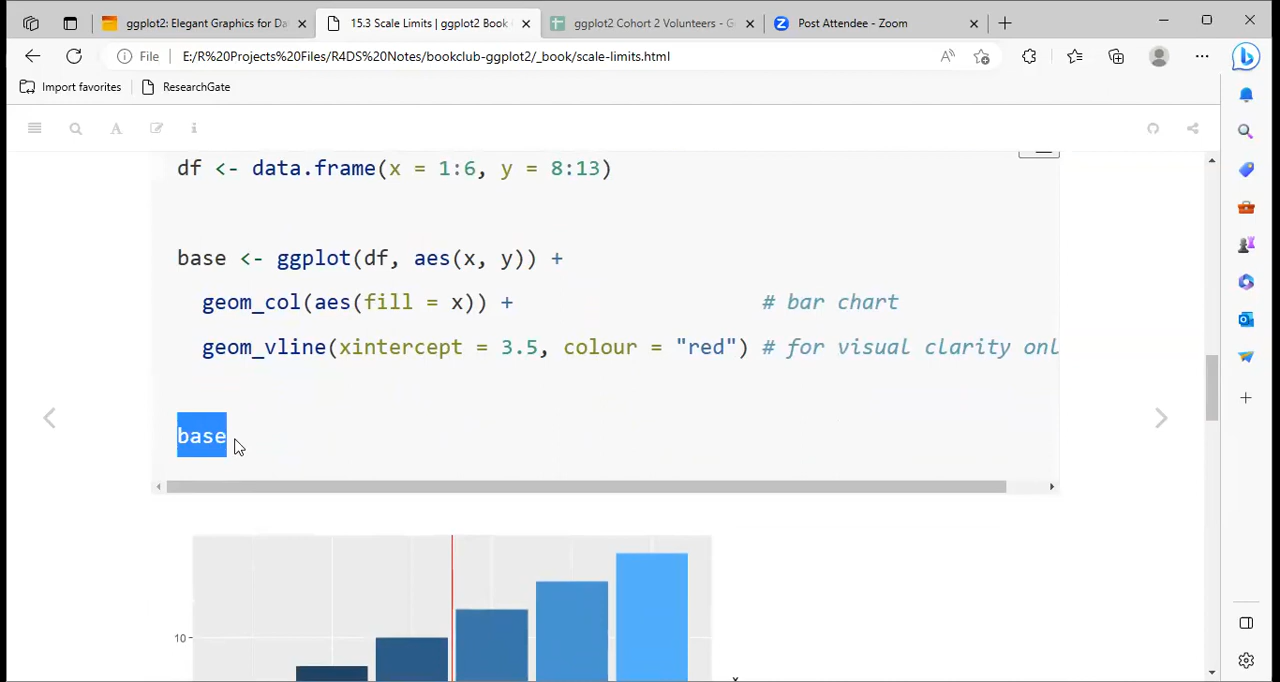 ggplot2: Elegant Graphics for Da
15.3 Scale Limits | ggplot2 Book
ggplot2 Cohort 2 Volunteers - G
Post Attendee - Zoom
File
E:/R%20Projects%20Files/R4DS%20Notes/bookclub-ggplot2/_book/scale-limits.html
Import favorites
ResearchGate
df <- data.frame(x = 1:6, y = 8:13)
base <- ggplot(df, aes(x, y)) +
geom_col(aes(fill = x)) + # bar chart
geom_vline(xintercept = 3.5, colour = "red") # for visual clarity onl
base
10
x